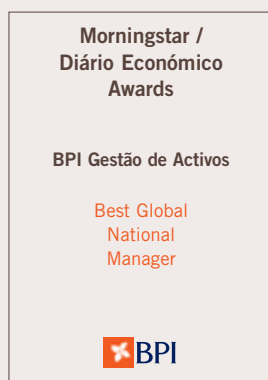 Morningstar /
Diário Económico
Awards
BPI Gestão de Activos
Best Global
National
Manager
BPI